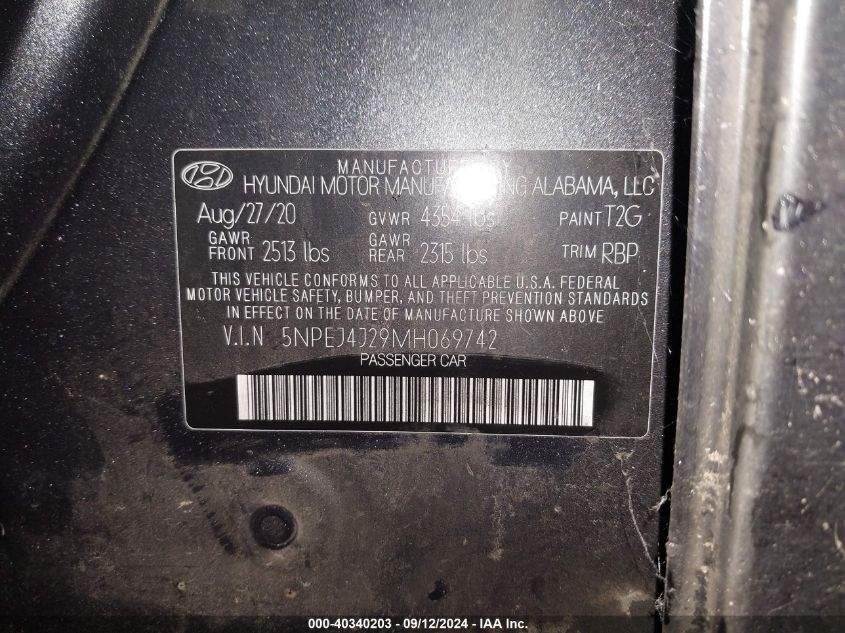 MANUFACTURED BY
HYUNDAI MOTOR MANUFACTURING ALABAMA, LLC
Aug/27/20 GVWR 4354 lbs PAINT T2G
GAWR FRONT 2513 lbs GAWR REAR 2315 lbs TRIM RBP
THIS VEHICLE CONFORMS TO ALL APPLICABLE U.S.A. FEDERAL
MOTOR VEHICLE SAFETY, BUMPER, AND THEFT PREVENTION STANDARDS
IN EFFECT ON THE DATE OF MANUFACTURE SHOWN ABOVE
V.I.N 5NPEJ4J29MH069742
PASSENGER CAR
000-40340203 - 09/12/2024 - IAA Inc.